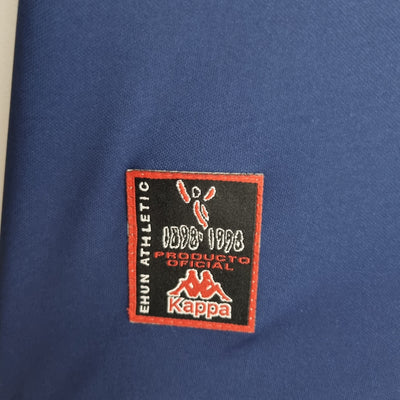 EHUN ATHLETIC
1898·1998
PRODUCTO
OFICIAL
Kappa